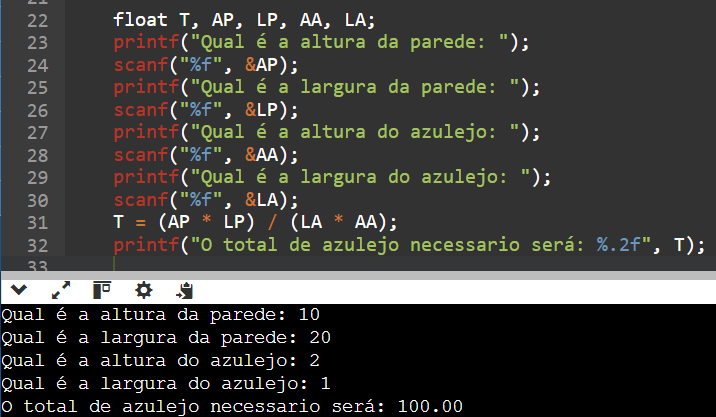 22 float T, AP, LP, AA, LA;
23 printf("Qual é a altura da parede: ");
24 scanf("%f", &AP);
25 printf("Qual é a largura da parede: ");
26 scanf("%f", &LP);
27 printf("Qual é a altura do azulejo: ");
28 scanf("%f", &AA);
29 printf("Qual é a largura do azulejo: ");
30 scanf("%f", &LA);
31 T = (AP * LP) / (LA * AA);
32 printf("O total de azulejo necessario será: %.2f", T);
33
Qual é a altura da parede: 10
Qual é a largura da parede: 20
Qual é a altura do azulejo: 2
Qual é a largura do azulejo: 1
O total de azulejo necessario será: 100.00